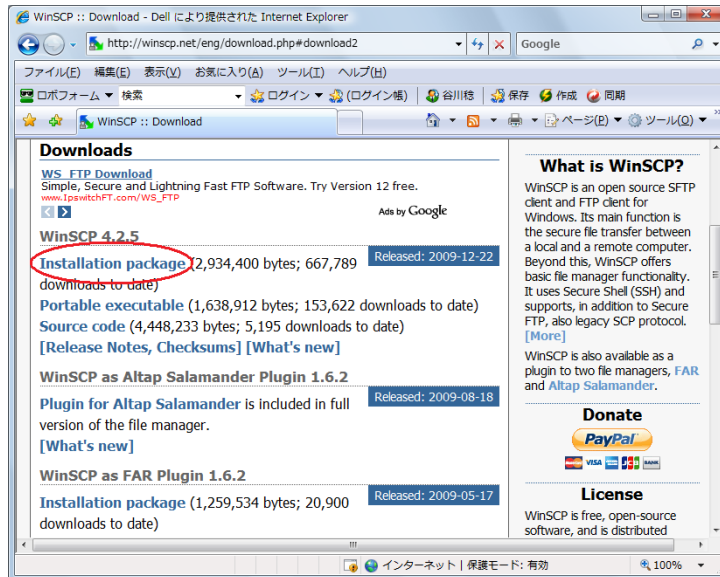 WinSCP :: Download - Dell により提供された Internet Explorer
http://winscp.net/eng/download.php#download2
Google
ファイル(F) 編集(E) 表示(V) お気に入り(A) ツール(T) ヘルプ(H)
ロボフォーム 検索 ログイン (ログイン帳) 谷川稔 保存 作成 同期
WinSCP :: Download ページ(P) ツール(O)
Downloads
WS_FTP Download
Simple, Secure and Lightning Fast FTP Software. Try Version 12 free.
www.IpswitchFT.com/WS_FTP
Ads by Google
WinSCP 4.2.5
Released: 2009-12-22
Installation package (2,934,400 bytes; 667,789
downloads to date)
Portable executable (1,638,912 bytes; 153,622 downloads to date)
Source code (4,448,233 bytes; 5,195 downloads to date)
[Release Notes, Checksums] [What's new]
WinSCP as Altap Salamander Plugin 1.6.2
Released: 2009-08-18
Plugin for Altap Salamander is included in full
version of the file manager.
[What's new]
WinSCP as FAR Plugin 1.6.2
Released: 2009-05-17
Installation package (1,259,534 bytes; 20,900
downloads to date)
What is WinSCP?
WinSCP is an open source SFTP
client and FTP client for
Windows. Its main function is
the secure file transfer between
a local and a remote computer.
Beyond this, WinSCP offers
basic file manager functionality.
It uses Secure Shell (SSH) and
supports, in addition to Secure
FTP, also legacy SCP protocol.
[More]
WinSCP is also available as a
plugin to two file managers, FAR
and Altap Salamander.
Donate
PayPal
VISA
License
WinSCP is free, open-source
software, and is distributed
インターネット | 保護モード: 有効
100%